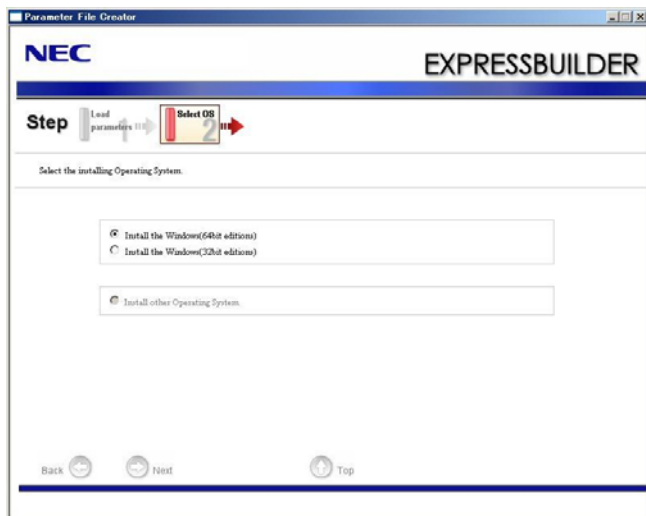 Parameter File Creator
NEC
EXPRESSBUILDER
Step
Load
parameters 1
Select OS
2
Select the installing Operating System.
Install the Windows(64bit editions)
Install the Windows(32bit editions)
Install other Operating System.
Back
Next
Top